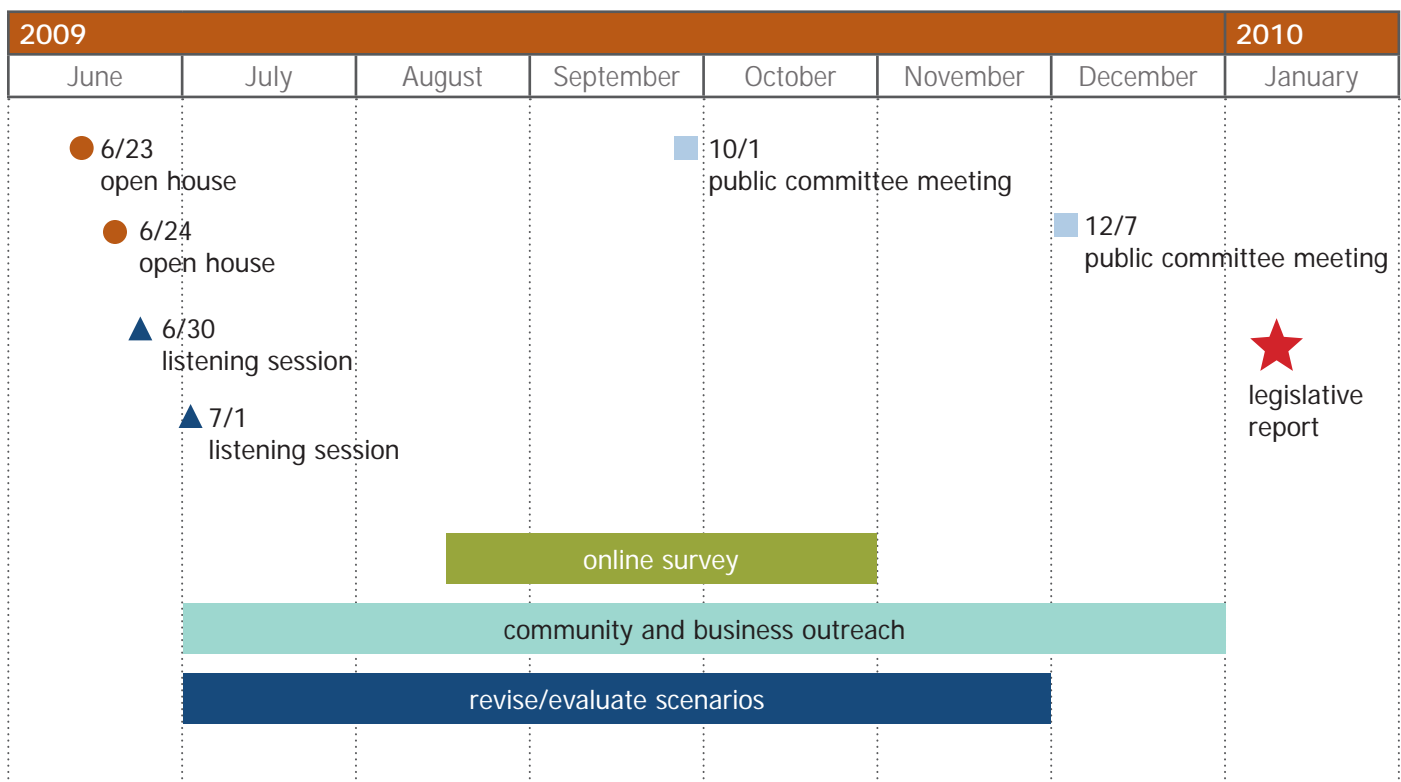 2009 2010
June July August September October November December January
6/23
open house
10/1
public committee meeting
6/24
open house
12/7
public committee meeting
6/30
listening session
legislative
report
7/1
listening session
online survey
community and business outreach
revise/evaluate scenarios